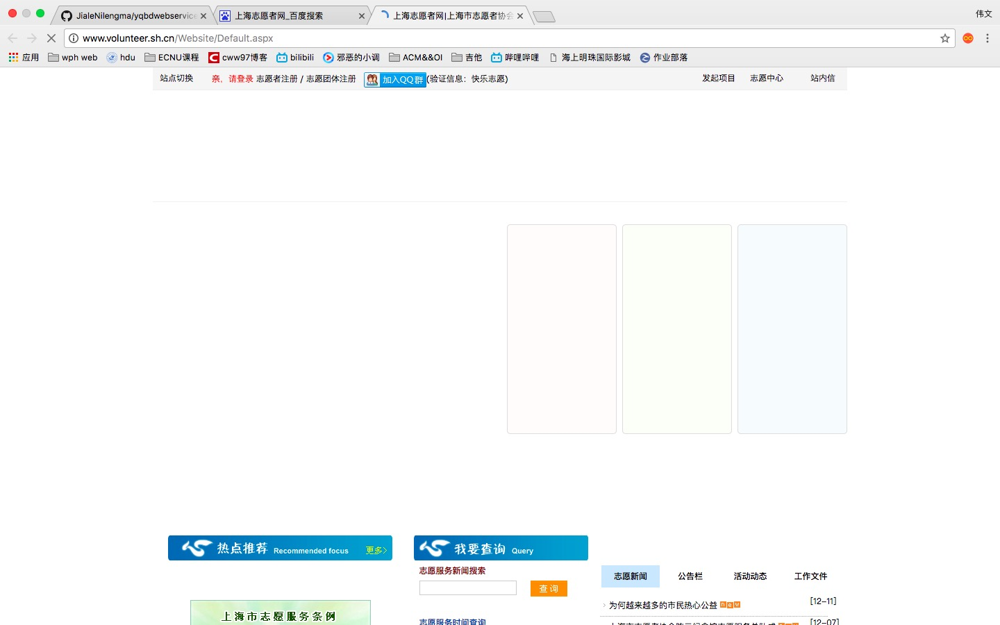 JialeNilengma/yqbdwebservice
上海志愿者网_百度搜索
上海志愿者网|上海市志愿者协会
伟文
www.volunteer.sh.cn/Website/Default.aspx
应用 wph web hdu ECNU课程 cww97博客 bilibili 邪恶的小调 ACM&&OI 吉他 哔哩哔哩 海上明珠国际影城 作业部落
站点切换 亲，请登录 志愿者注册 / 志愿团体注册 加入QQ群 (验证信息：快乐志愿) 发起项目 志愿中心 站内信
热点推荐 Recommended focus 更多>
我要查询 Query
志愿服务新闻搜索
查 询
志愿服务时间查询
上海市志愿服务条例
志愿新闻 公告栏 活动动态 工作文件
为何越来越多的市民热心公益 new [12-11]
[12-07]